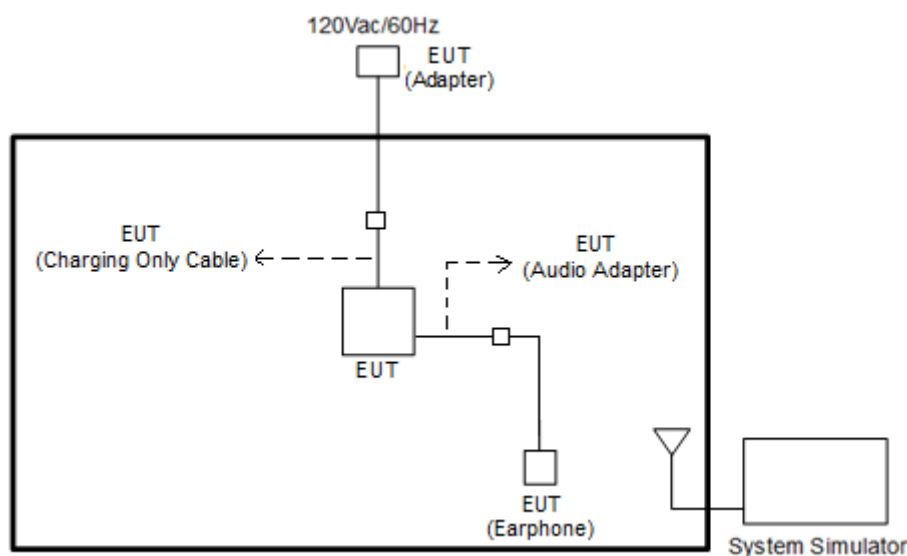 120Vac/60Hz
EUT
(Adapter)
EUT
(Charging Only Cable)
EUT
(Audio Adapter)
EUT
EUT
(Earphone)
System Simulator